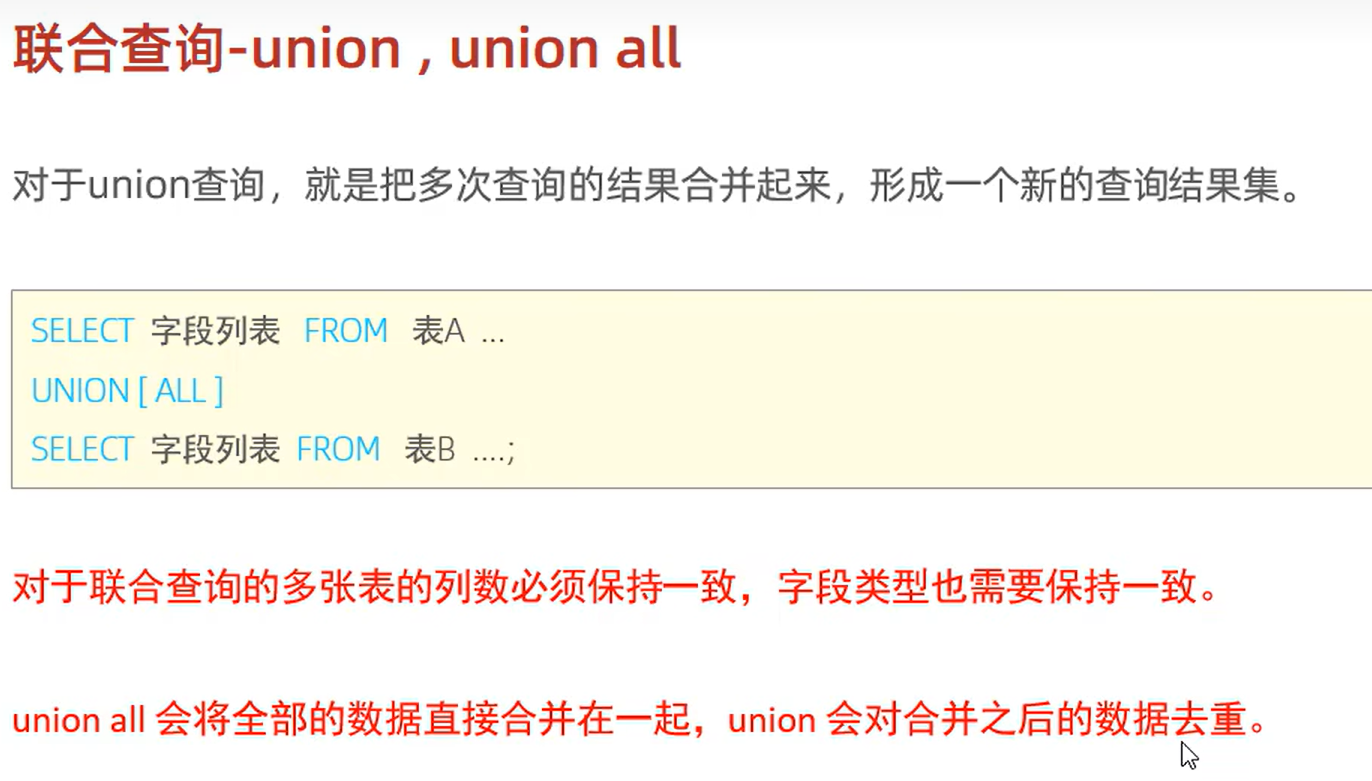 联合查询-union , union all
对于union查询，就是把多次查询的结果合并起来，形成一个新的查询结果集。
SELECT 字段列表 FROM 表A ...
UNION [ ALL ]
SELECT 字段列表 FROM 表B ....;
对于联合查询的多张表的列数必须保持一致，字段类型也需要保持一致。
union all 会将全部的数据直接合并在一起，union 会对合并之后的数据去重。